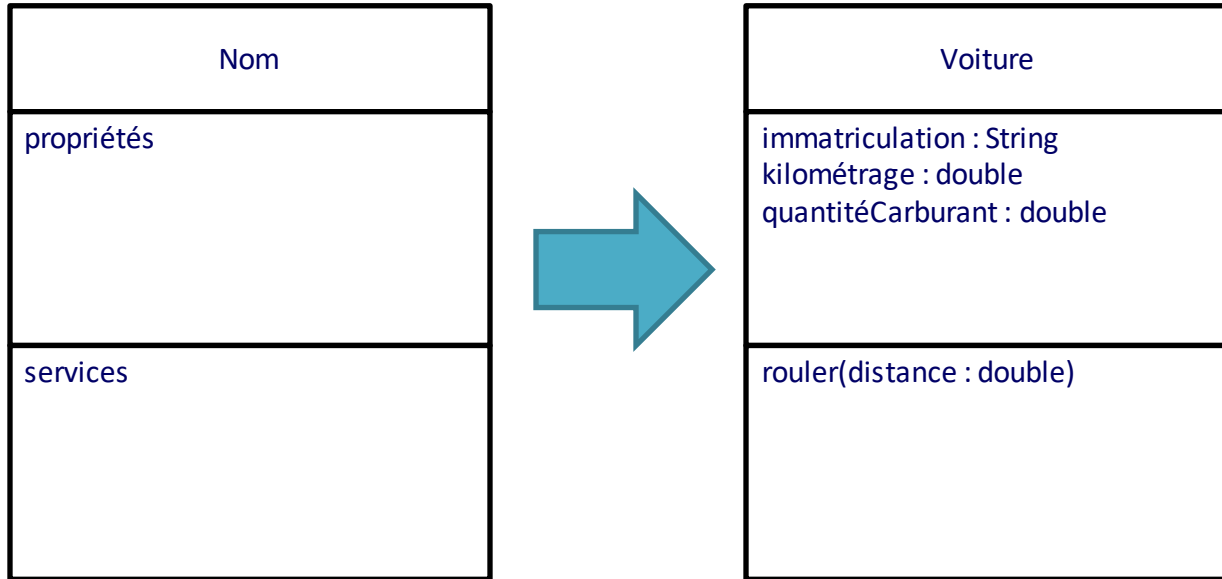 Nom
propriétés
services
Voiture
immatriculation : String
kilométrage : double
quantitéCarburant : double
rouler(distance : double)